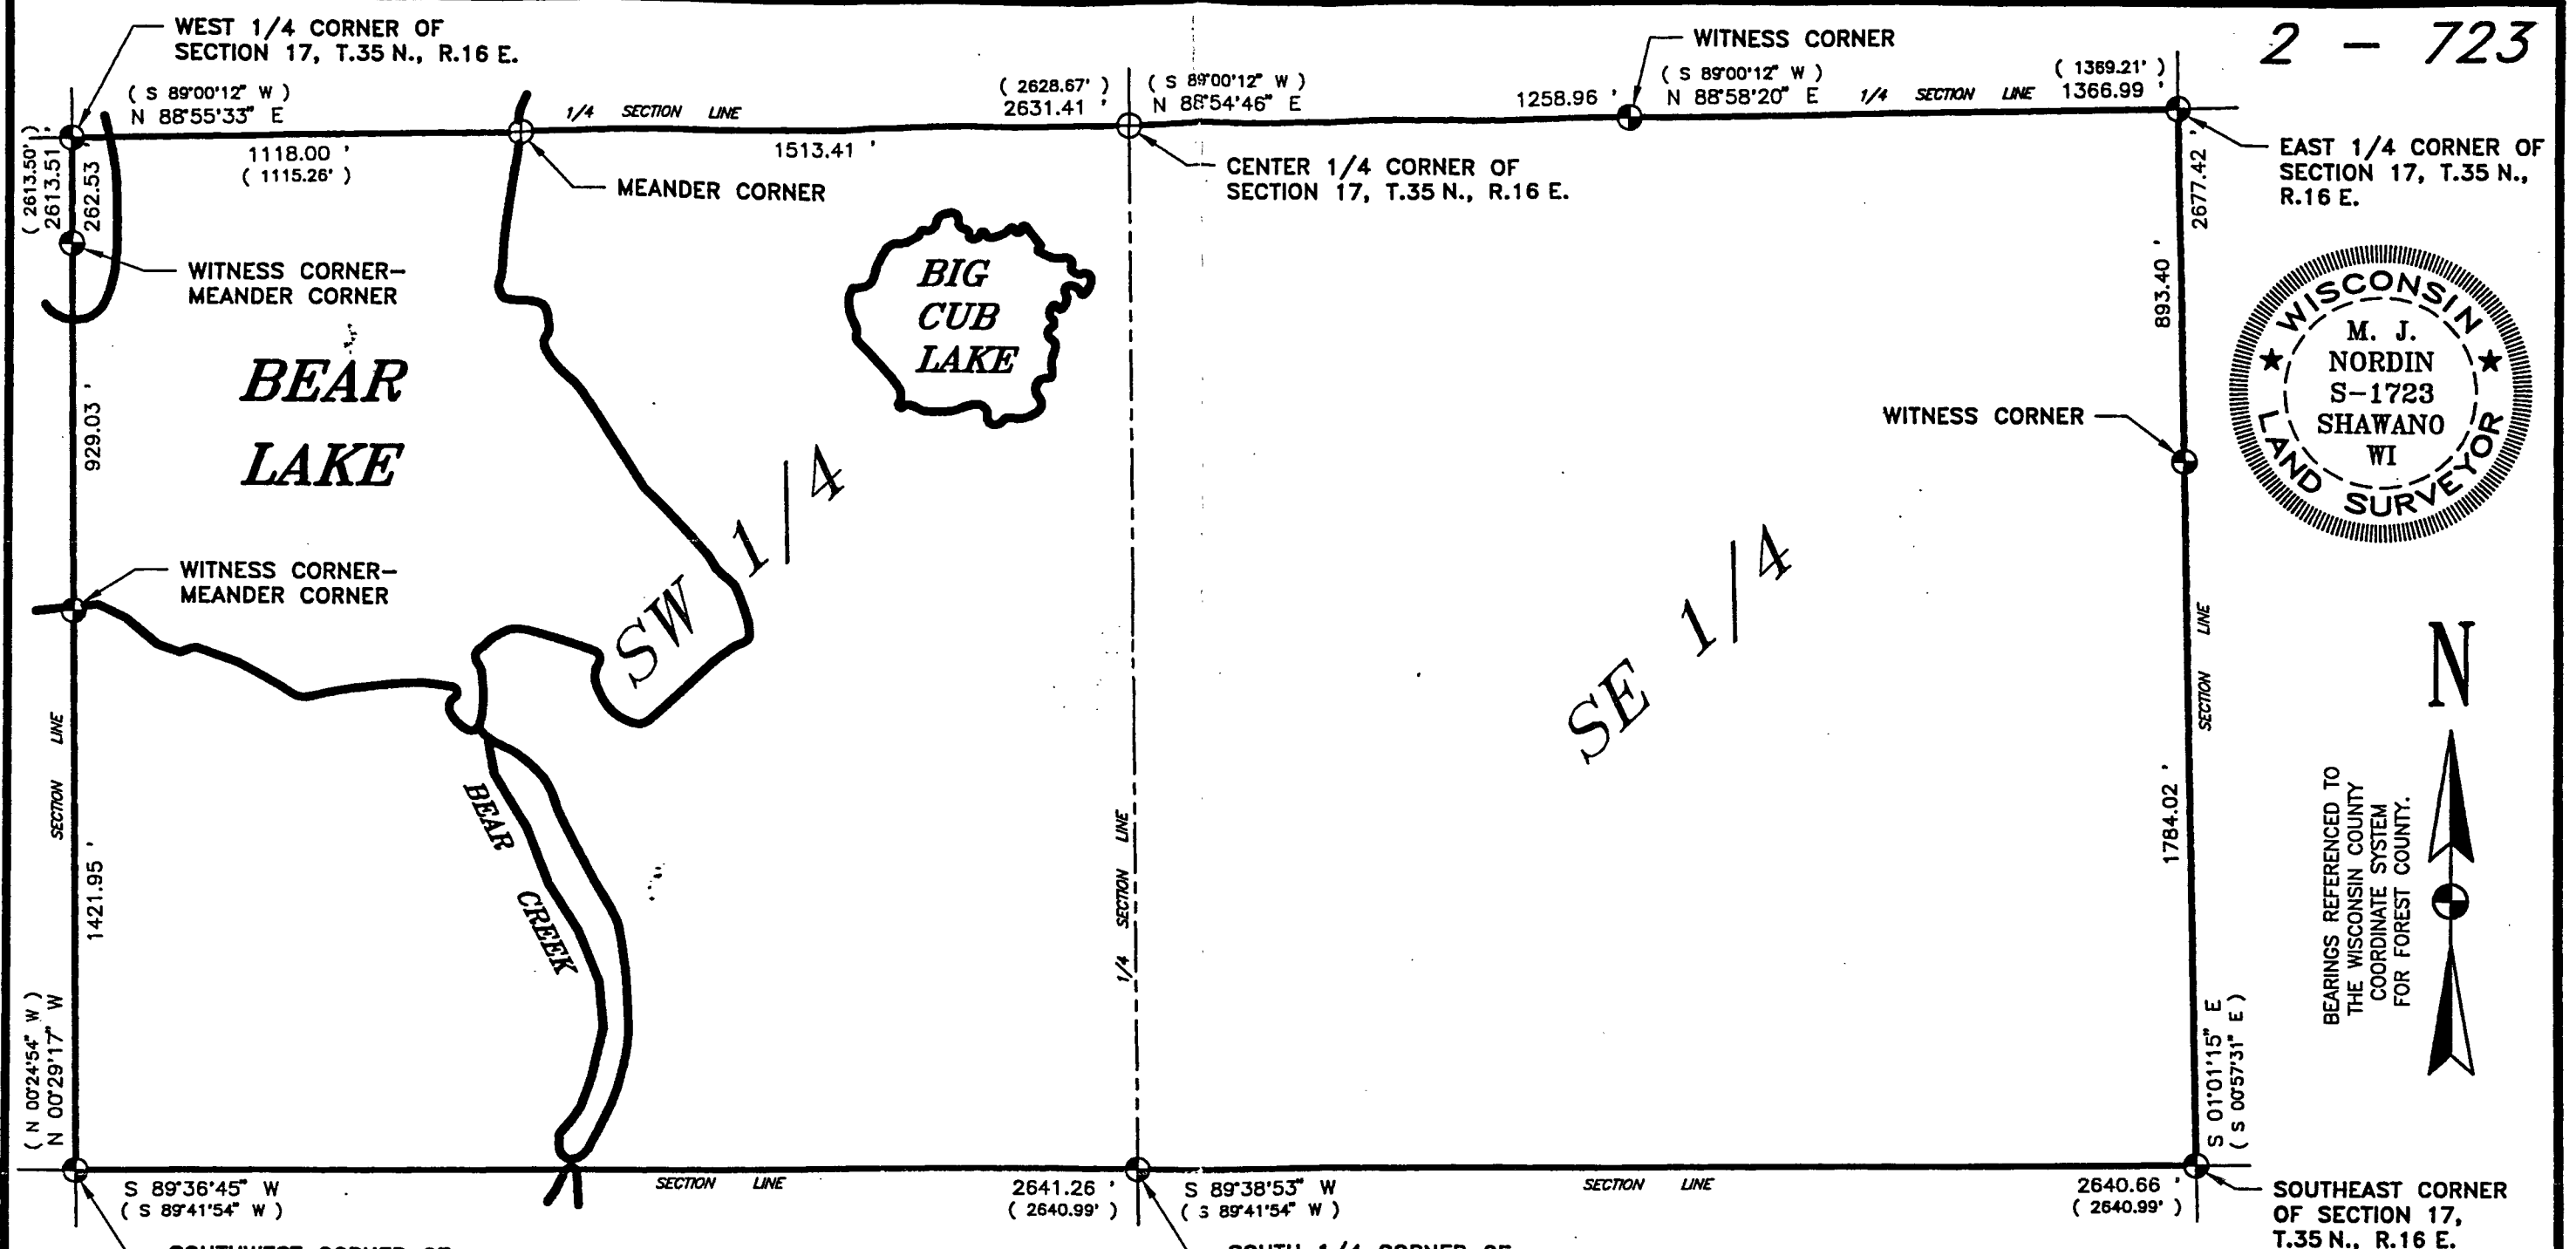 2 - 723
WEST 1/4 CORNER OF
SECTION 17, T.35 N., R.16 E.
WITNESS CORNER
( S 89°00'12" W )
N 88°55'33" E
1/4 SECTION LINE
( 2628.67' )
2631.41 '
( S 89°00'12" W )
N 88°54'46" E
1258.96 '
( S 89°00'12" W )
N 88°58'20" E
1/4 SECTION LINE
( 1369.21' )
1366.99 '
1118.00 '
( 1115.26' )
1513.41 '
MEANDER CORNER
CENTER 1/4 CORNER OF
SECTION 17, T.35 N., R.16 E.
EAST 1/4 CORNER OF
SECTION 17, T.35 N.,
R.16 E.
( 2613.50' )
2613.51 '
262.53 '
2677.42 '
WITNESS CORNER-
MEANDER CORNER
BIG
CUB
LAKE
893.40 '
WISCONSIN
M. J.
NORDIN
S-1723
SHAWANO
WI
LAND SURVEYOR
BEAR
LAKE
929.03 '
WITNESS CORNER
SW 1/4
SE 1/4
WITNESS CORNER-
MEANDER CORNER
SECTION LINE
SECTION LINE
N
BEAR
CREEK
1/4 SECTION LINE
1784.02 '
BEARINGS REFERENCED TO
THE WISCONSIN COUNTY
COORDINATE SYSTEM
FOR FOREST COUNTY.
1421.95 '
( N 00°24'54" W )
N 00°29'17" W
S 01°01'15" E
( S 00°57'31" E )
S 89°36'45" W
( S 89°41'54" W )
SECTION LINE
2641.26 '
( 2640.99' )
S 89°38'53" W
( S 89°41'54" W )
SECTION LINE
2640.66 '
( 2640.99' )
SOUTHEAST CORNER
OF SECTION 17,
T.35 N., R.16 E.
SOUTHWEST CORNER OF
SOUTH 1/4 CORNER OF